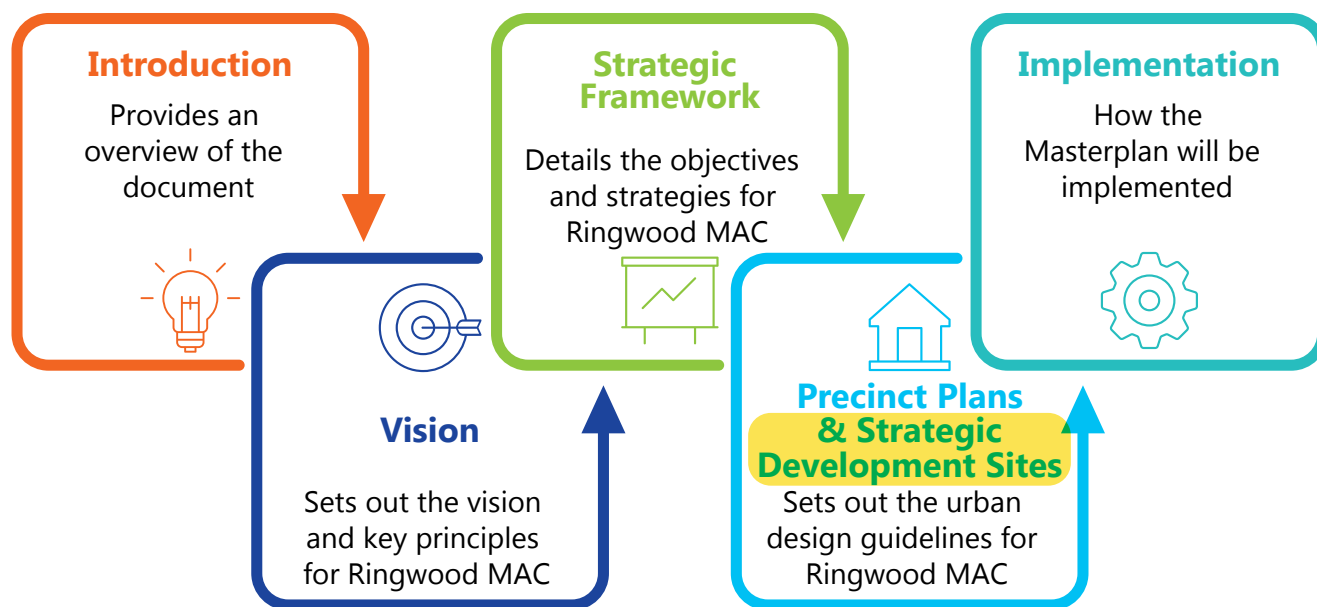 Introduction
Provides an
overview of the
document
Vision
Sets out the vision
and key principles
for Ringwood MAC
Strategic
Framework
Details the objectives
and strategies for
Ringwood MAC
Precinct Plans
& Strategic
Development Sites
Sets out the urban
design guidelines for
Ringwood MAC
Implementation
How the
Masterplan will be
implemented